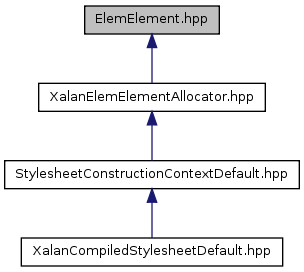 ElemElement.hpp
XalanElemElementAllocator.hpp
StylesheetConstructionContextDefault.hpp
XalanCompiledStylesheetDefault.hpp